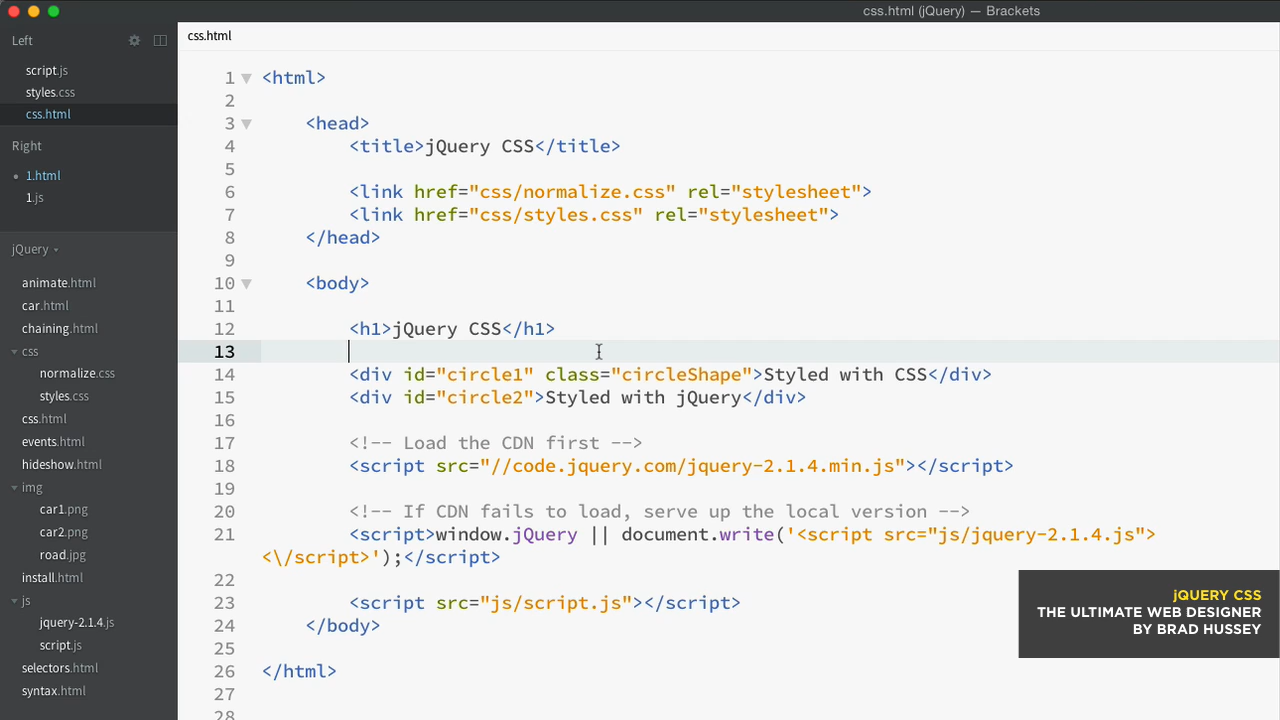 css.html (jQuery) — Brackets
Left
script.js
styles.css
css.html
Right
1.html
1.js
jQuery
animate.html
car.html
chaining.html
css
normalize.css
styles.css
css.html
events.html
hideshow.html
img
car1.png
car2.png
road.jpg
install.html
js
jquery-2.1.4.js
script.js
selectors.html
syntax.html
css.html
1 <html>
2
3 <head>
4 <title>jQuery CSS</title>
5
6 <link href="css/normalize.css" rel="stylesheet">
7 <link href="css/styles.css" rel="stylesheet">
8 </head>
9
10 <body>
11
12 <h1>jQuery CSS</h1>
13
14 <div id="circle1" class="circleShape">Styled with CSS</div>
15 <div id="circle2">Styled with jQuery</div>
16
17 <!-- Load the CDN first -->
18 <script src="//code.jquery.com/jquery-2.1.4.min.js"></script>
19
20 <!-- If CDN fails to load, serve up the local version -->
21 <script>window.jQuery || document.write('<script src="js/jquery-2.1.4.js">
<\/script>');</script>
22
23 <script src="js/script.js"></script>
24 </body>
25
26 </html>
27
28
jQUERY CSS
THE ULTIMATE WEB DESIGNER
BY BRAD HUSSEY